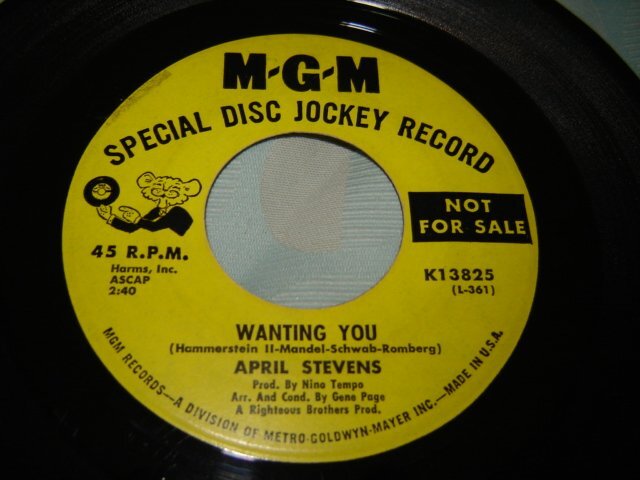 M-G-M
SPECIAL DISC JOCKEY RECORD
NOT
FOR SALE
45 R.P.M.
Harms, Inc.
ASCAP
2:40
K13825
(L-361)
WANTING YOU
(Hammerstein II-Mandel-Schwab-Romberg)
APRIL STEVENS
Prod. By Nino Tempo
Arr. And Cond. By Gene Page
A Righteous Brothers Prod.
MGM RECORDS—A DIVISION OF METRO-GOLDWYN-MAYER INC.—MADE IN U.S.A.